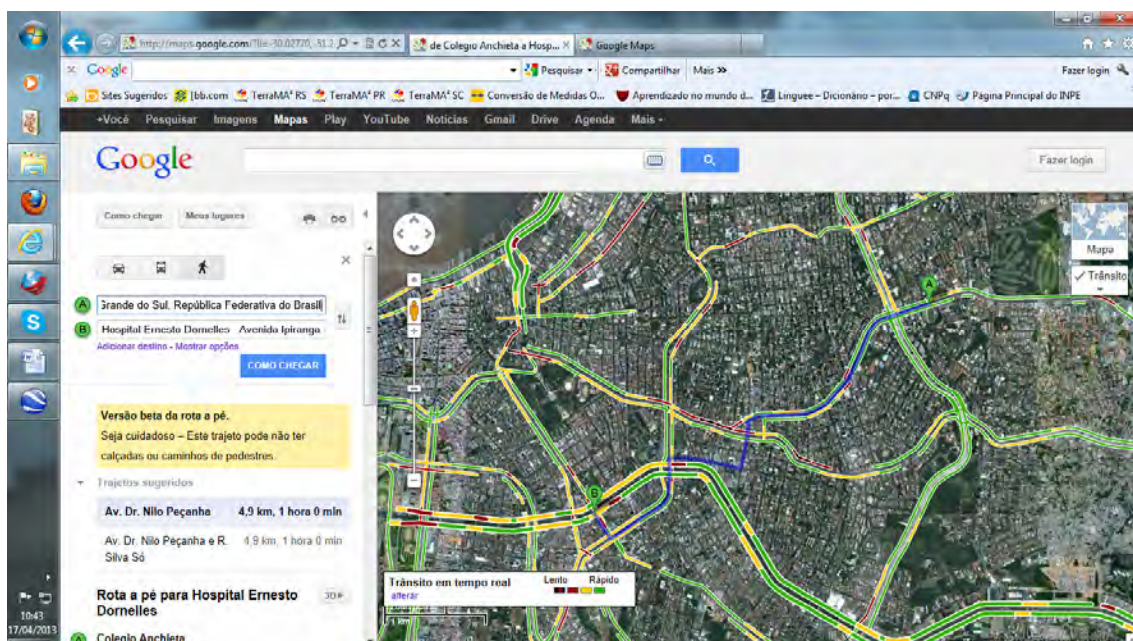 http://maps.google.com/?ll=-30.02770,-51.2
de Colegio Anchieta a Hosp...
Google Maps
Google
Pesquisar
Compartilhar
Mais »
Fazer login
Sites Sugeridos
[bb.com
TerraMA² RS
TerraMA² PR
TerraMA² SC
Conversão de Medidas O...
Aprendizado no mundo d...
Linguee – Dicionário – por...
CNPq
Página Principal do INPE
+Você Pesquisar Imagens Mapas Play YouTube Notícias Gmail Drive Agenda Mais
Google
Fazer login
Como chegar
Meus lugares
A Grande do Sul, República Federativa do Brasil
B Hospital Ernesto Dornelles Avenida Ipiranga
Adicionar destino - Mostrar opções
COMO CHEGAR
Versão beta da rota a pé.
Seja cuidadoso – Este trajeto pode não ter
calçadas ou caminhos de pedestres.
Trajetos sugeridos
Av. Dr. Nilo Peçanha 4,9 km, 1 hora 0 min
Av. Dr. Nilo Peçanha e R. 4,9 km, 1 hora 0 min
Silva Só
Rota a pé para Hospital Ernesto 3D
Dornelles
A Colegio Anchieta
A
B
Mapa
Trânsito
Trânsito em tempo real
Lento Rápido
alterar
1 km
10:43
17/04/2013